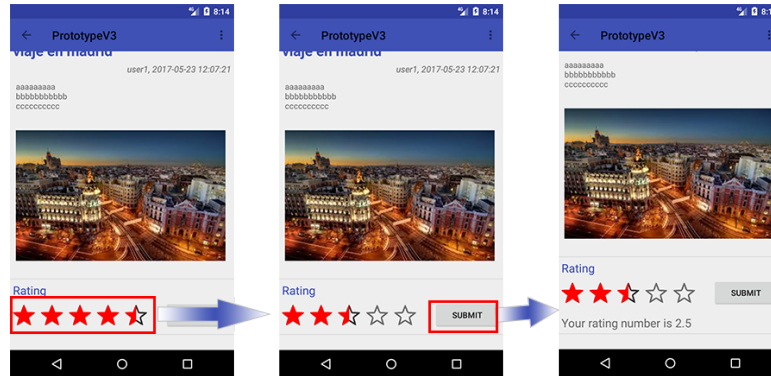 8:14
PrototypeV3
viaje en madrid
user1, 2017-05-23 12:07:21
aaaaaaaaa
bbbbbbbbbbb
cccccccccc
Rating
8:14
PrototypeV3
viaje en madrid
user1, 2017-05-23 12:07:21
aaaaaaaaa
bbbbbbbbbbb
cccccccccc
Rating
SUBMIT
PrototypeV3
aaaaaaaaa
bbbbbbbbbbb
cccccccccc
Rating
SUBMIT
Your rating number is 2.5